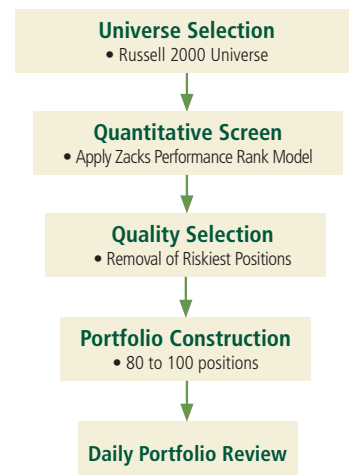 Universe Selection
• Russell 2000 Universe
Quantitative Screen
• Apply Zacks Performance Rank Model
Quality Selection
• Removal of Riskiest Positions
Portfolio Construction
• 80 to 100 positions
Daily Portfolio Review